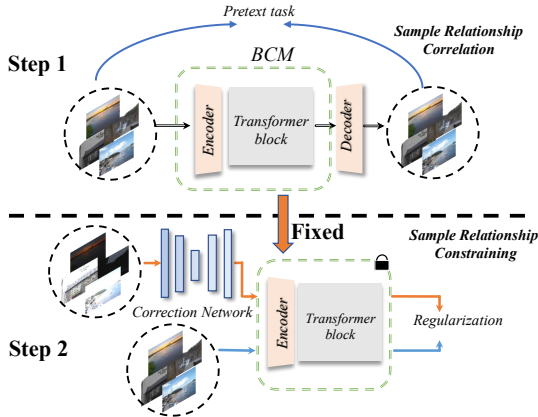 Pretext task
Sample Relationship
Correlation
Step 1
BCM
Encoder
Transformer
block
Decoder
Fixed
Sample Relationship
Constraining
Correction Network
Encoder
Transformer
block
Regularization
Step 2